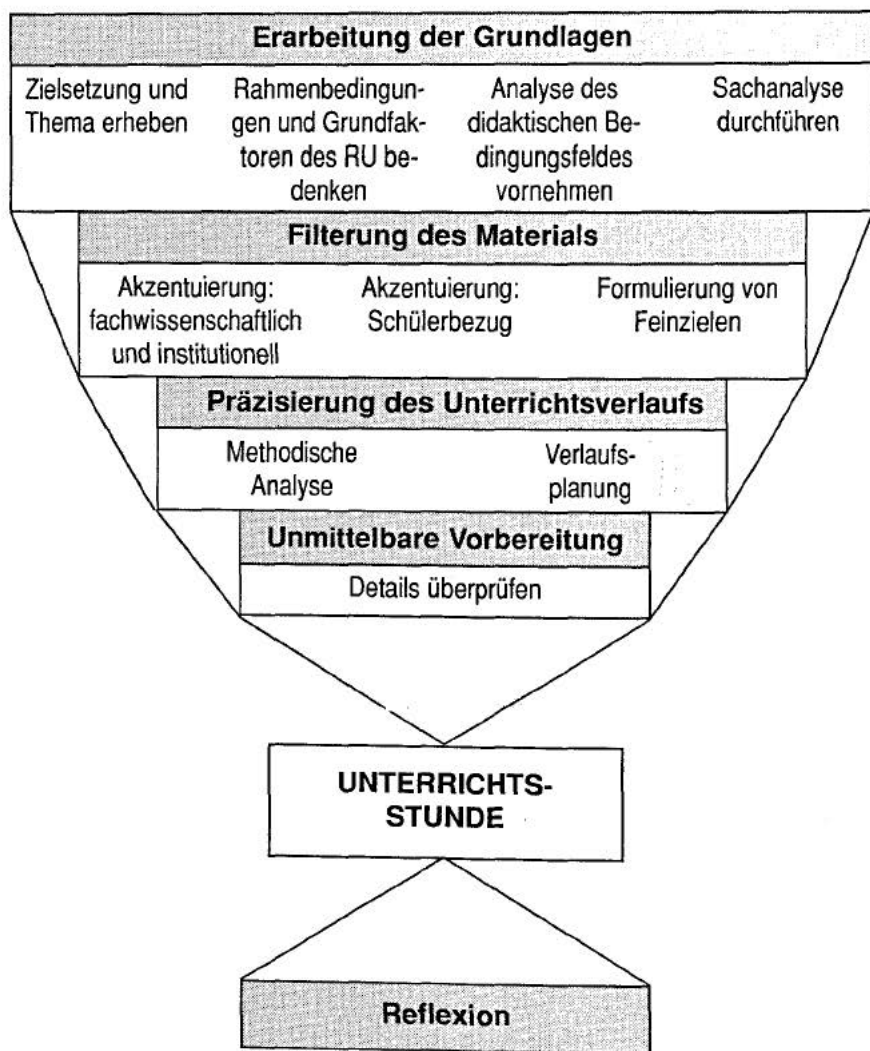 Erarbeitung der Grundlagen
Zielsetzung und
Thema erheben
Rahmenbedingun-
gen und Grundfak-
toren des RU be-
denken
Analyse des
didaktischen Be-
dingungsfeldes
vornehmen
Sachanalyse
durchführen
Filterung des Materials
Akzentuierung:
fachwissenschaftlich
und institutionell
Akzentuierung:
Schülerbezug
Formulierung von
Feinzielen
Präzisierung des Unterrichtsverlaufs
Methodische
Analyse
Verlaufs-
planung
Unmittelbare Vorbereitung
Details überprüfen
UNTERRICHTS-
STUNDE
Reflexion